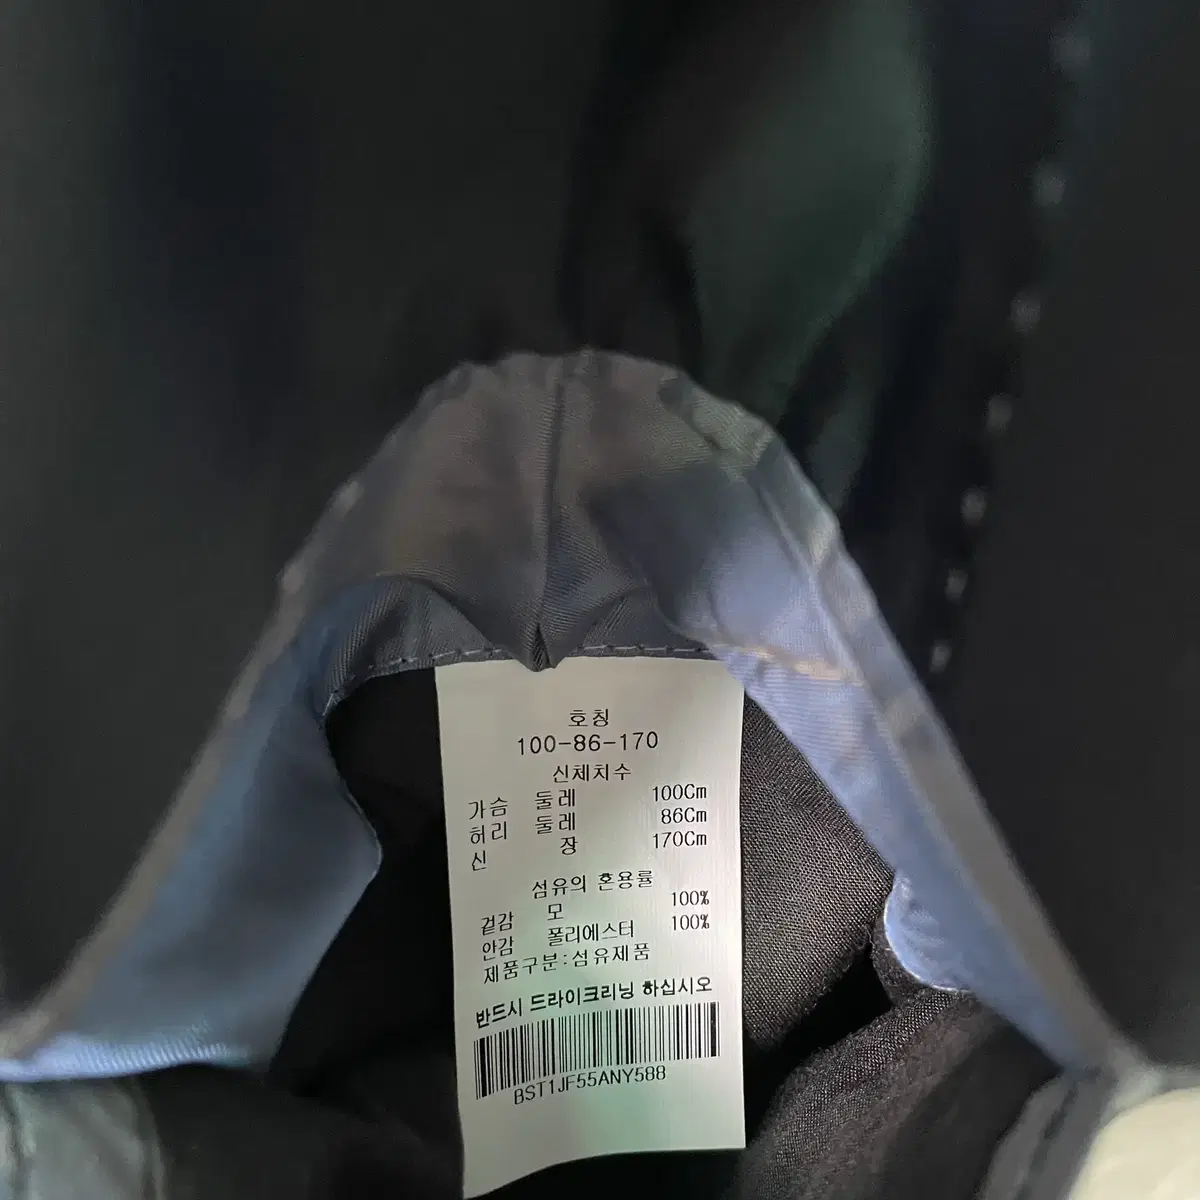 호칭
100-86-170
신체치수
가슴 둘레 100Cm
허리 둘레 86Cm
신 장 170Cm
섬유의 혼용률
겉감 모 100%
안감 폴리에스터 100%
제품구분:섬유제품
반드시 드라이크리닝 하십시오
BST1JF55ANY588